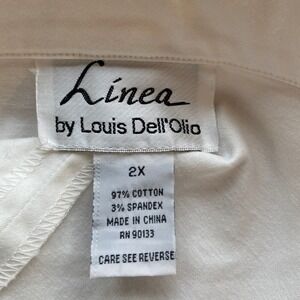 Linea
by Louis Dell'Olio
2X
97% COTTON
3% SPANDEX
MADE IN CHINA
RN 90133
CARE SEE REVERSE